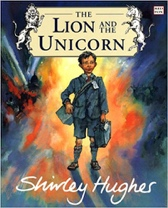 THE
LION AND THE
UNICORN
Shirley Hughes